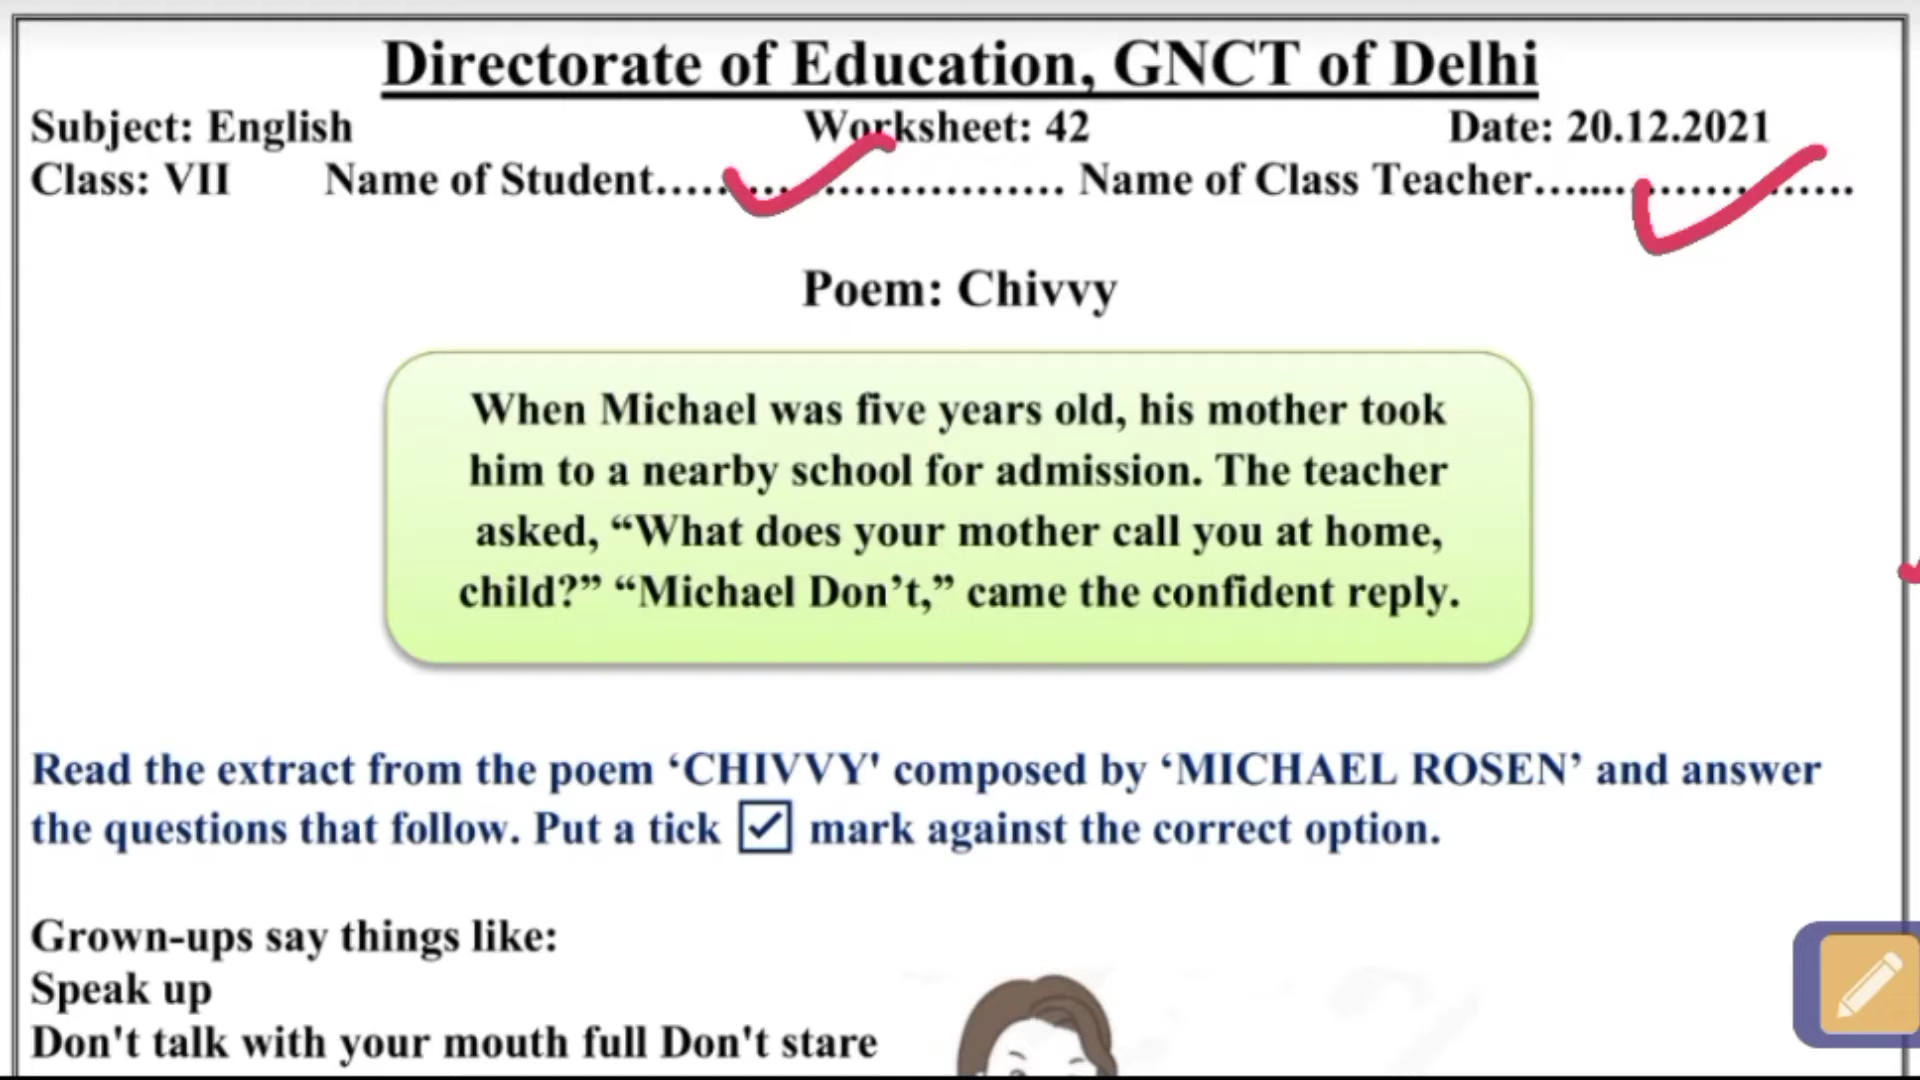 Directorate of Education, GNCT of Delhi
Subject: English Worksheet: 42 Date: 20.12.2021
Class: VII Name of Student.............................. Name of Class Teacher........................
Poem: Chivvy
When Michael was five years old, his mother took
him to a nearby school for admission. The teacher
asked, “What does your mother call you at home,
child?” “Michael Don’t,” came the confident reply.
Read the extract from the poem ‘CHIVVY' composed by ‘MICHAEL ROSEN’ and answer
the questions that follow. Put a tick ☑ mark against the correct option.
Grown-ups say things like:
Speak up
Don't talk with your mouth full Don't stare